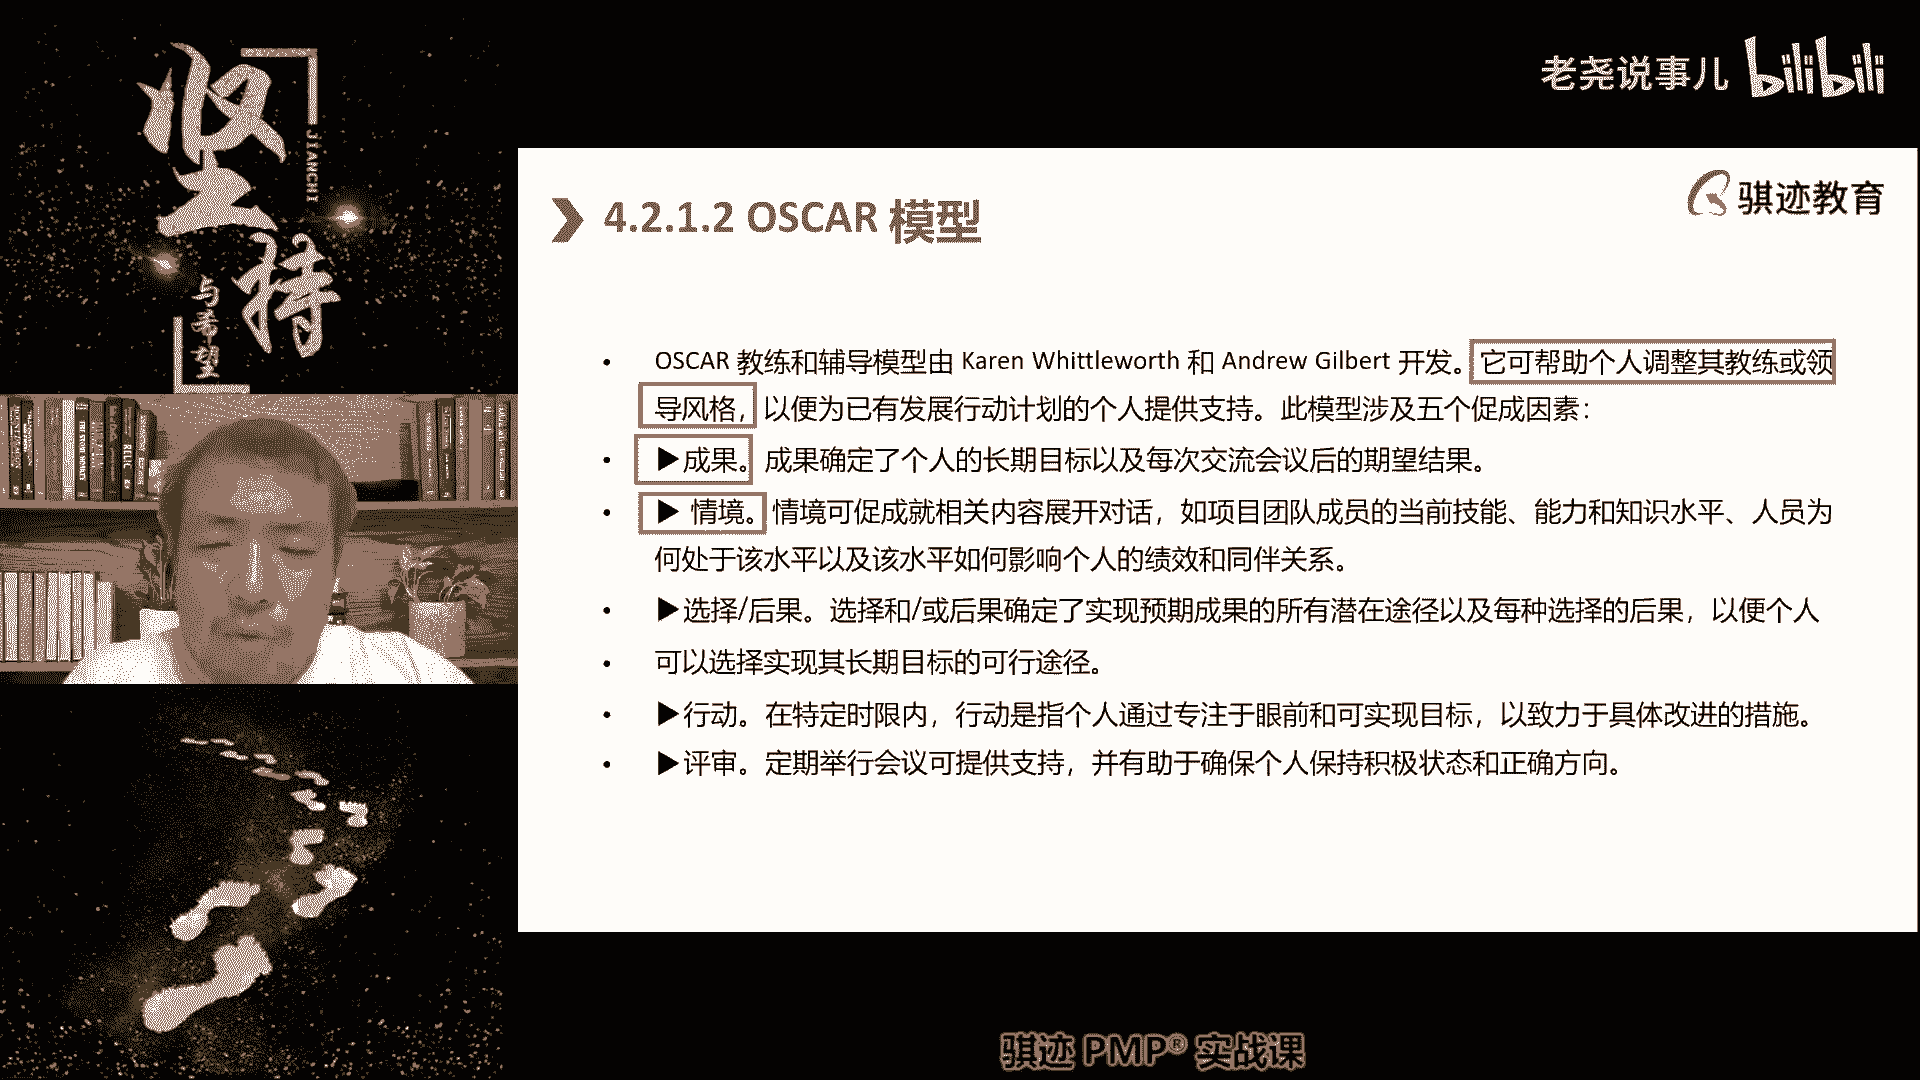 坚持
JIANCHI
与希望
老尧说事儿 bilibili
骐迹教育
4.2.1.2 OSCAR 模型
• OSCAR 教练和辅导模型由 Karen Whittleworth 和 Andrew Gilbert 开发。它可帮助个人调整其教练或领
导风格，以便为已有发展行动计划的个人提供支持。此模型涉及五个促成因素：
• ▶成果。成果确定了个人的长期目标以及每次交流会议后的期望结果。
• ▶ 情境。情境可促成就相关内容展开对话，如项目团队成员的当前技能、能力和知识水平、人员为
何处于该水平以及该水平如何影响个人的绩效和同伴关系。
• ▶选择/后果。选择和/或后果确定了实现预期成果的所有潜在途径以及每种选择的后果，以便个人
• 可以选择实现其长期目标的可行途径。
• ▶行动。在特定时限内，行动是指个人通过专注于眼前和可实现目标，以致力于具体改进的措施。
• ▶评审。定期举行会议可提供支持，并有助于确保个人保持积极状态和正确方向。
骐迹 PMP® 实战课